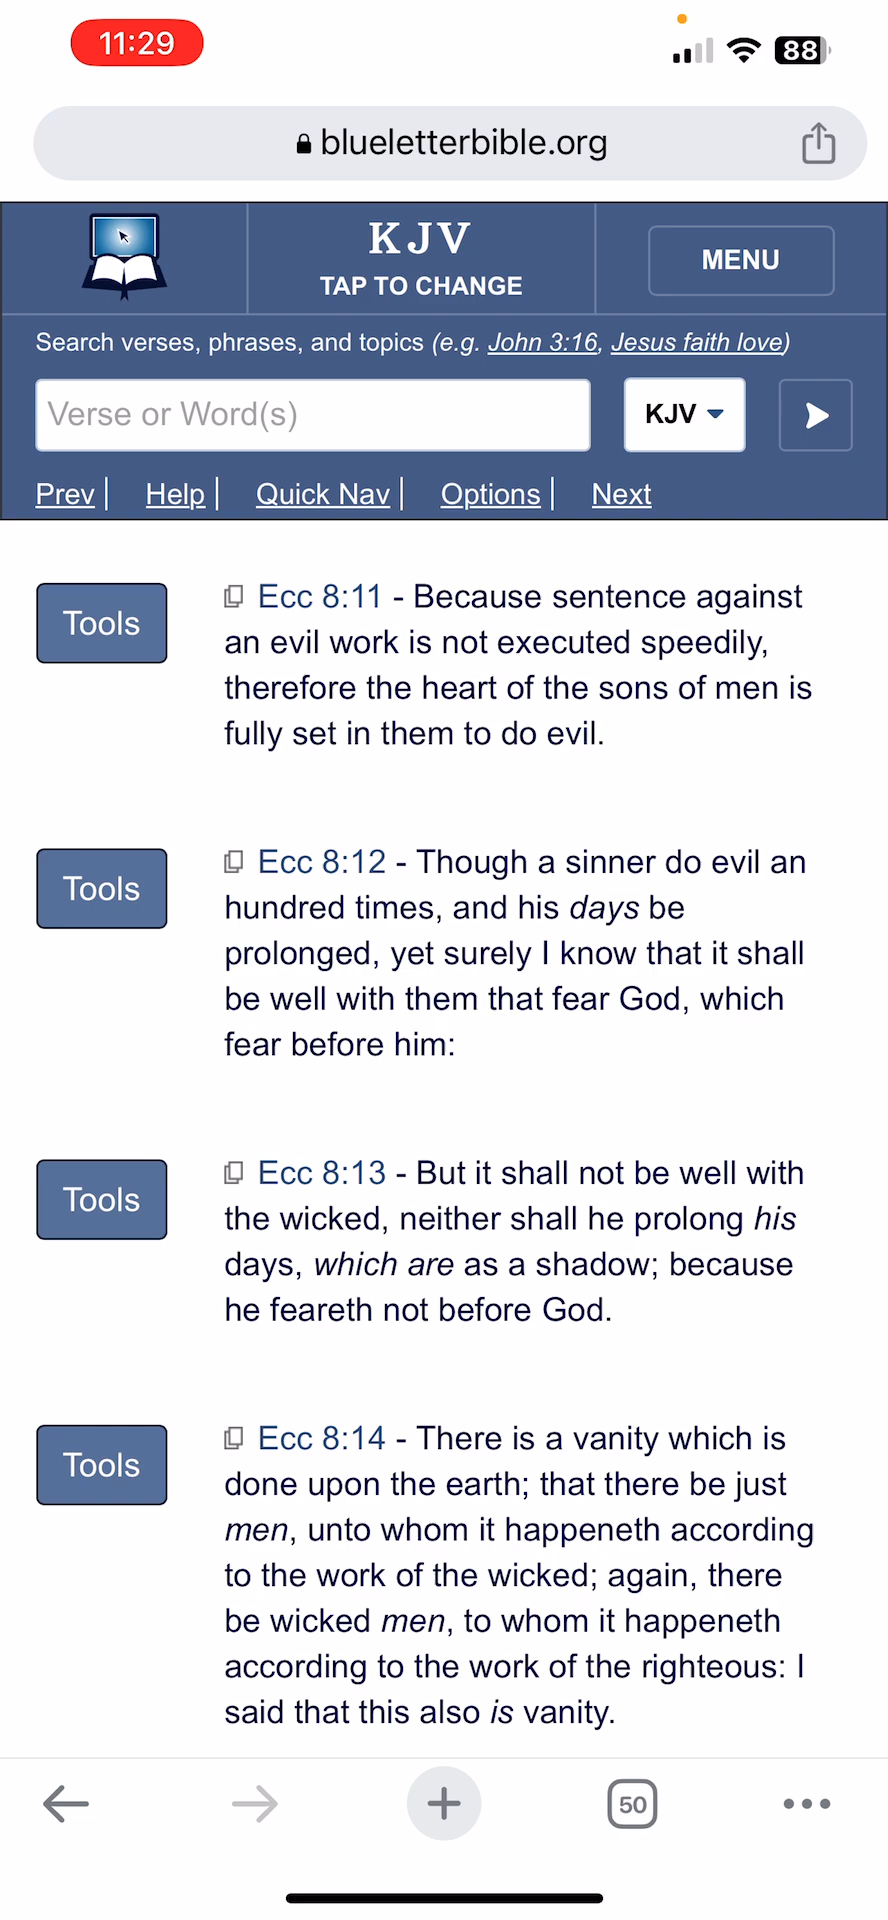 11:29
88
blueletterbible.org
KJV
TAP TO CHANGE
MENU
Search verses, phrases, and topics (e.g. John 3:16, Jesus faith love)
Verse or Word(s)
KJV
Prev | Help | Quick Nav | Options | Next
Tools
Ecc 8:11 - Because sentence against
an evil work is not executed speedily,
therefore the heart of the sons of men is
fully set in them to do evil.
Tools
Ecc 8:12 - Though a sinner do evil an
hundred times, and his days be
prolonged, yet surely I know that it shall
be well with them that fear God, which
fear before him:
Tools
Ecc 8:13 - But it shall not be well with
the wicked, neither shall he prolong his
days, which are as a shadow; because
he feareth not before God.
Tools
Ecc 8:14 - There is a vanity which is
done upon the earth; that there be just
men, unto whom it happeneth according
to the work of the wicked; again, there
be wicked men, to whom it happeneth
according to the work of the righteous: I
said that this also is vanity.
50